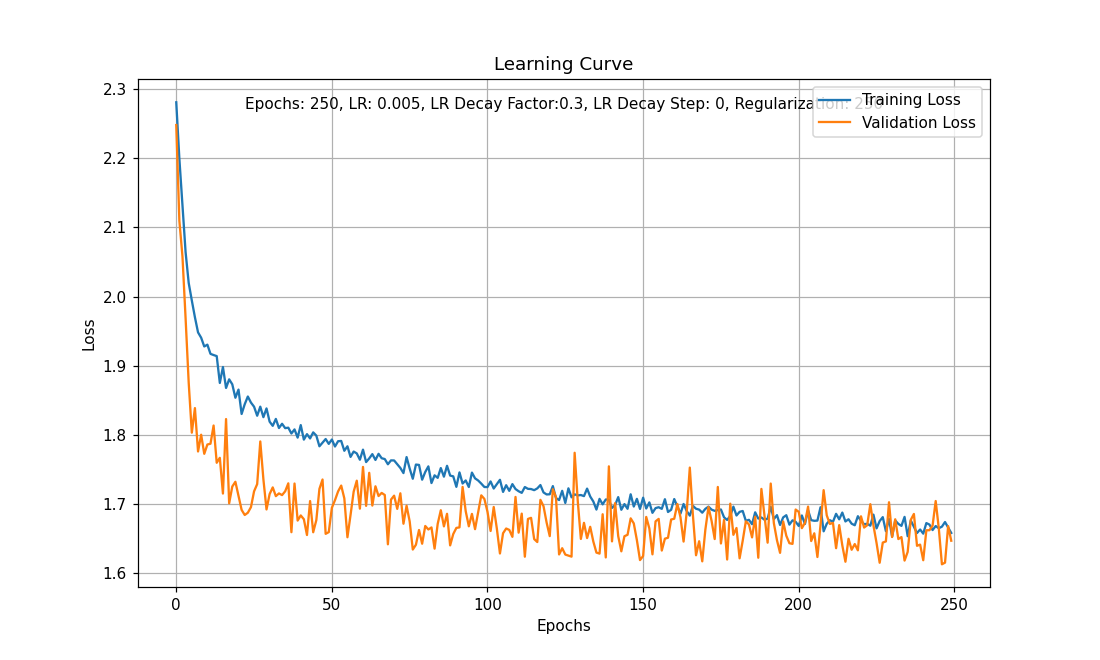 Learning Curve
Epochs: 250, LR: 0.005, LR Decay Factor:0.3, LR Decay Step: 0, Regularization: 250
Training Loss
Validation Loss
2.3
2.2
2.1
2.0
1.9
1.8
1.7
1.6
Loss
0
50
100
150
200
250
Epochs